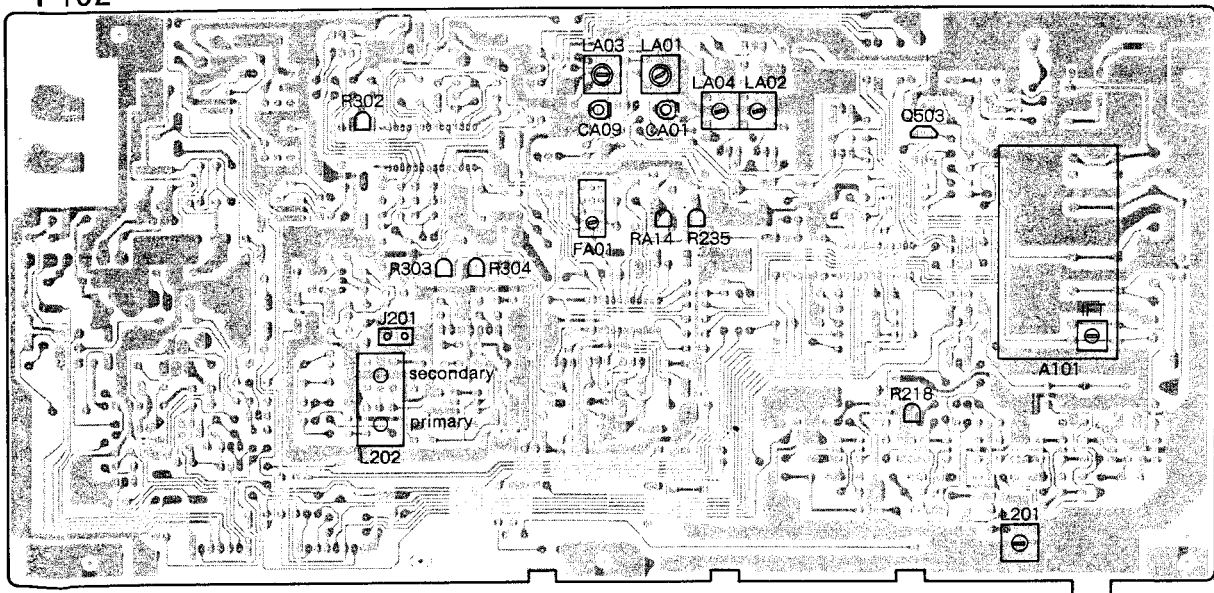 LA03 LA01
LA04 LA02
R302
CA09 CA01
Q503
FA01
RA14 R235
R303 R304
J201
IFT
secondary
A101
R218
primary
L202
L201